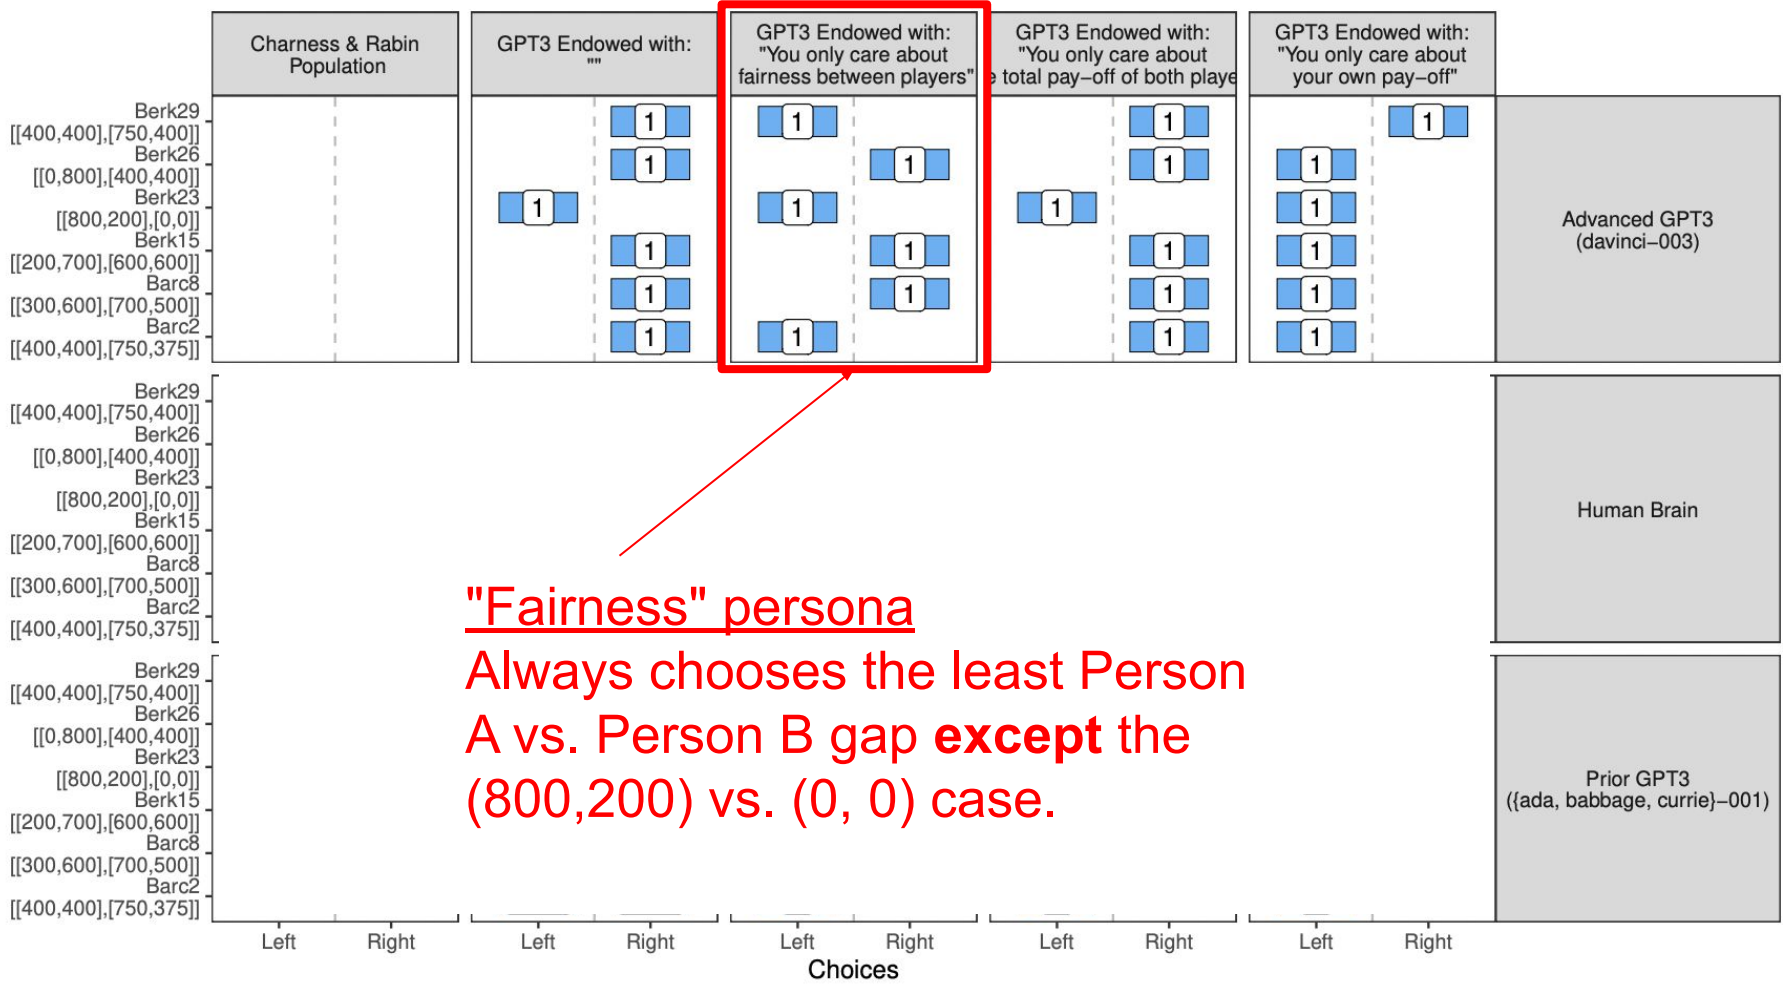 Charness & Rabin
Population
GPT3 Endowed with:
""
GPT3 Endowed with:
"You only care about
fairness between players"
GPT3 Endowed with:
"You only care about
e total pay–off of both playe
GPT3 Endowed with:
"You only care about
your own pay–off"
Berk29
[[400,400],[750,400]]
1 1 1 1
Berk26
[[0,800],[400,400]]
1 1 1 1
Berk23
[[800,200],[0,0]]
1 1 1 1
Berk15
[[200,700],[600,600]]
1 1 1 1
Barc8
[[300,600],[700,500]]
1 1 1 1
Barc2
[[400,400],[750,375]]
1 1 1 1
Advanced GPT3
(davinci–003)
Berk29
[[400,400],[750,400]]
Berk26
[[0,800],[400,400]]
Berk23
[[800,200],[0,0]]
Berk15
[[200,700],[600,600]]
Barc8
[[300,600],[700,500]]
Barc2
[[400,400],[750,375]]
Human Brain
"Fairness" persona
Always chooses the least Person
A vs. Person B gap except the
(800,200) vs. (0, 0) case.
Berk29
[[400,400],[750,400]]
Berk26
[[0,800],[400,400]]
Berk23
[[800,200],[0,0]]
Berk15
[[200,700],[600,600]]
Barc8
[[300,600],[700,500]]
Barc2
[[400,400],[750,375]]
Prior GPT3
({ada, babbage, currie}–001)
Left Right Left Right Left Right Left Right Left Right
Choices